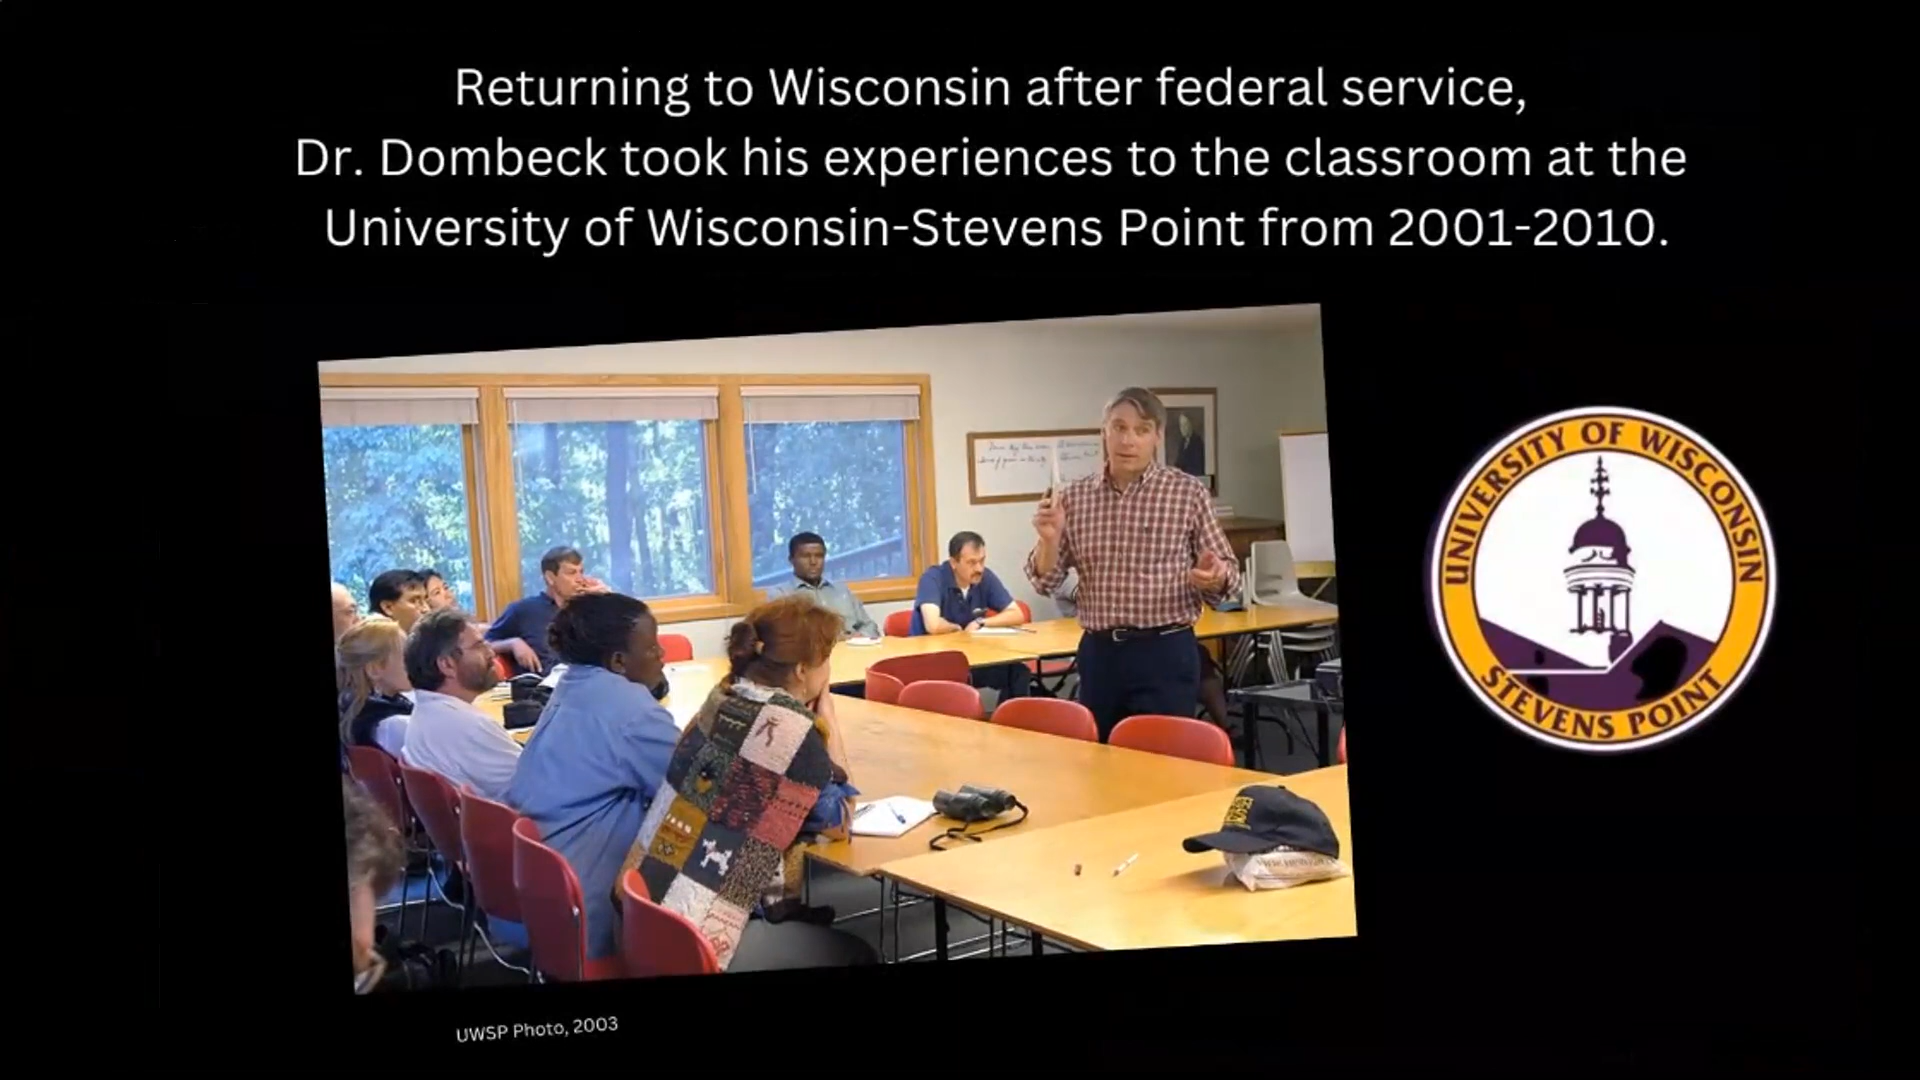 Returning to Wisconsin after federal service,
Dr. Dombeck took his experiences to the classroom at the
University of Wisconsin-Stevens Point from 2001-2010.
UNIVERSITY OF WISCONSIN
STEVENS POINT
UWSP Photo, 2003